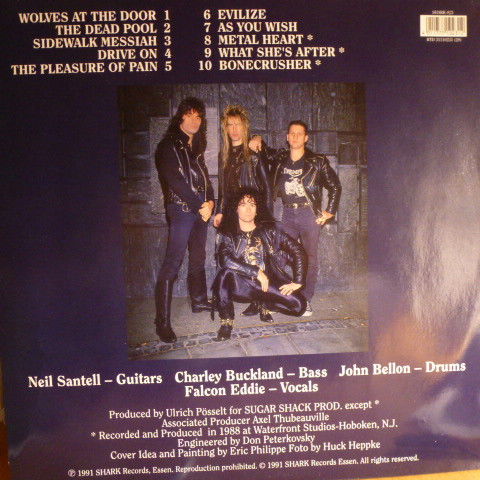 WOLVES AT THE DOOR 1
THE DEAD POOL 2
SIDEWALK MESSIAH 3
DRIVE ON 4
THE PLEASURE OF PAIN 5
6 EVILIZE
7 AS YOU WISH
8 METAL HEART *
9 WHAT SHE'S AFTER *
10 BONECRUSHER *
Neil Santell – Guitars Charley Buckland – Bass John Bellon – Drums
Falcon Eddie – Vocals
Produced by Ulrich Pösselt for SUGAR SHACK PROD. except *
Associated Producer Axel Thubeauville
* Recorded and Produced in 1988 at Waterfront Studios-Hoboken, N.J.
Engineered by Don Peterkovsky
Cover Idea and Painting by Eric Philippe Foto by Huck Heppke
℗ 1991 SHARK Records, Essen. Reproduction prohibited. © 1991 SHARK Records Essen. All rights reserved.